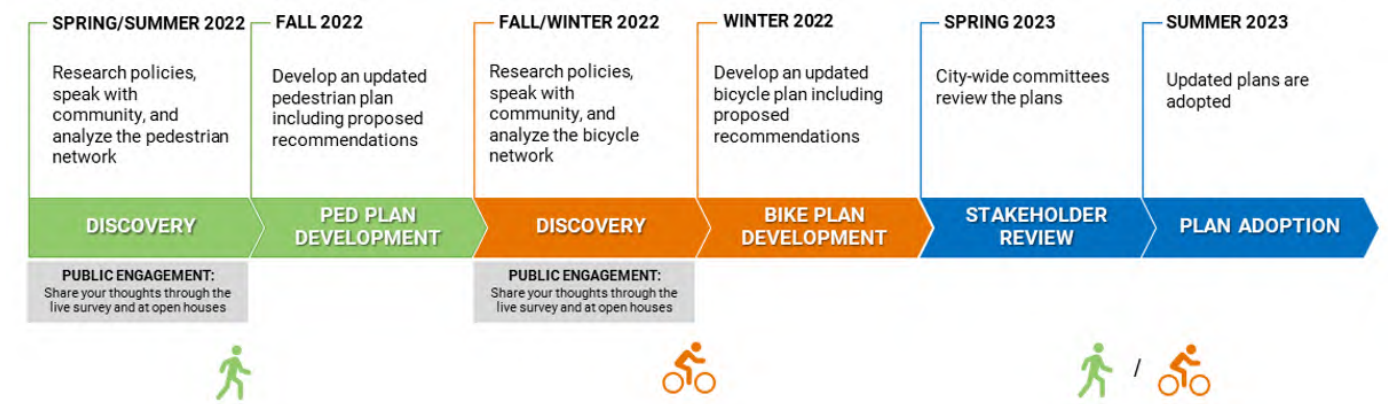 SPRING/SUMMER 2022
Research policies,
speak with
community, and
analyze the pedestrian
network
DISCOVERY
PUBLIC ENGAGEMENT:
Share your thoughts through the
live survey and at open houses
FALL 2022
Develop an updated
pedestrian plan
including proposed
recommendations
PED PLAN
DEVELOPMENT
FALL/WINTER 2022
Research policies,
speak with
community, and
analyze the bicycle
network
DISCOVERY
PUBLIC ENGAGEMENT:
Share your thoughts through the
live survey and at open houses
WINTER 2022
Develop an updated
bicycle plan including
proposed
recommendations
BIKE PLAN
DEVELOPMENT
SPRING 2023
City-wide committees
review the plans
STAKEHOLDER
REVIEW
SUMMER 2023
Updated plans are
adopted
PLAN ADOPTION
/